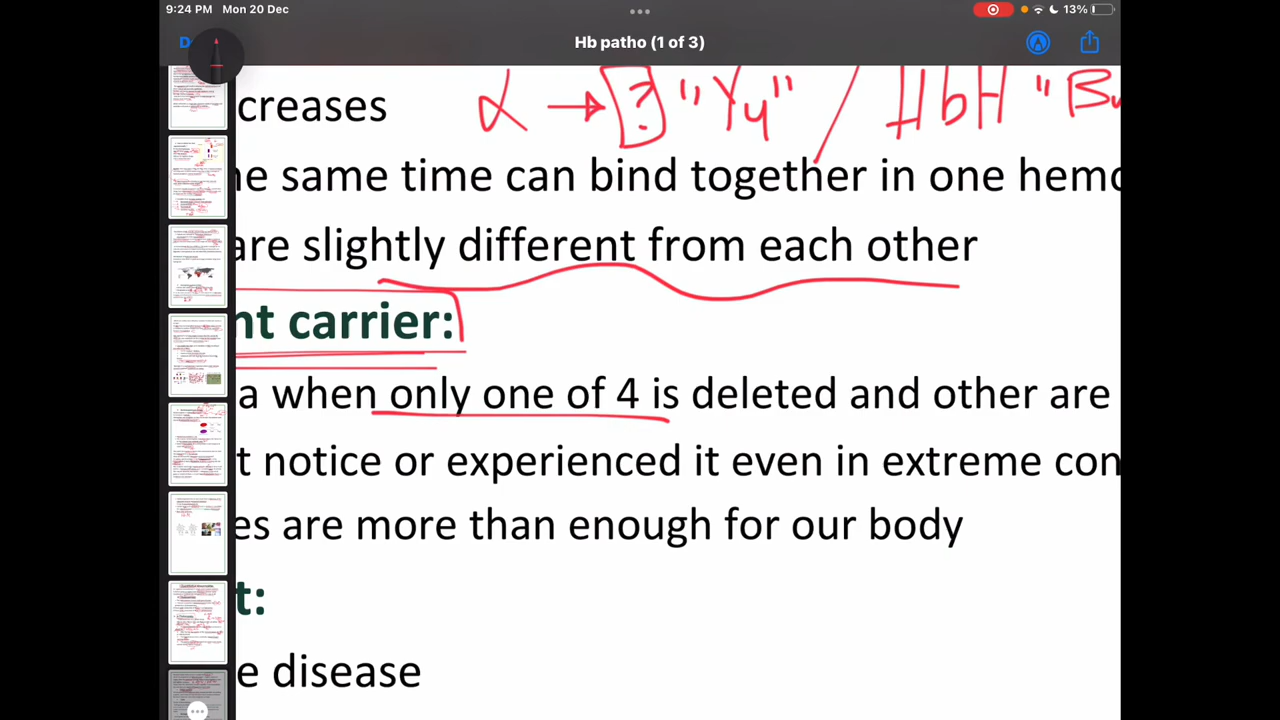 9:24 PM Mon 20 Dec
13%
Hb patho (1 of 3)
creases
α → ? "γ4" / HbH "B
he same time can bind together in one hemo
are slightly different from each other
nt carrier:
a when only one of 4 is deleted and other are
t notice or experienced it even in extreme con
es are more than enough for our body
t:
e disease